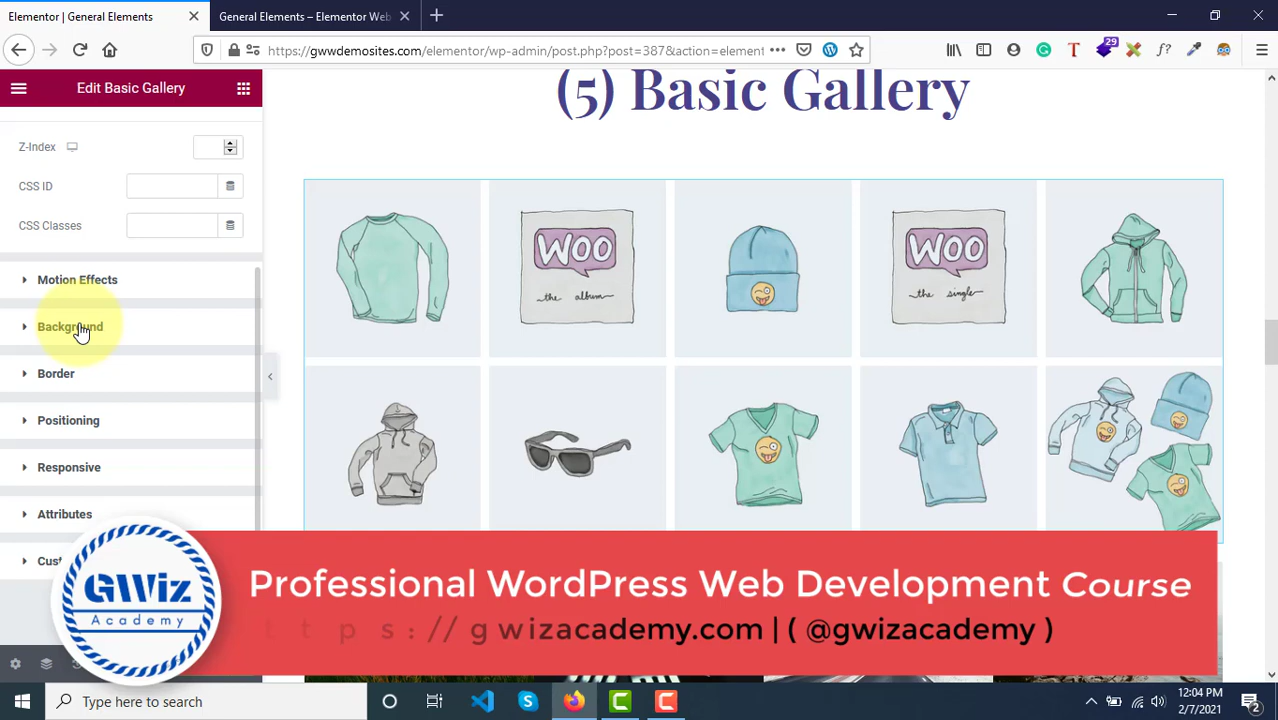 Elementor | General Elements
General Elements – Elementor Web
https://gwwdemosites.com/elementor/wp-admin/post.php?post=387&action=element
29
Edit Basic Gallery
(5) Basic Gallery
Z-Index
CSS ID
CSS Classes
Motion Effects
Background
Border
Positioning
Responsive
Attributes
WOO
the album
WOO
the single
GWiz
Academy
Professional WordPress Web Development Course
gwizacademy.com | ( @gwizacademy )
Type here to search
12:04 PM
2/7/2021
2